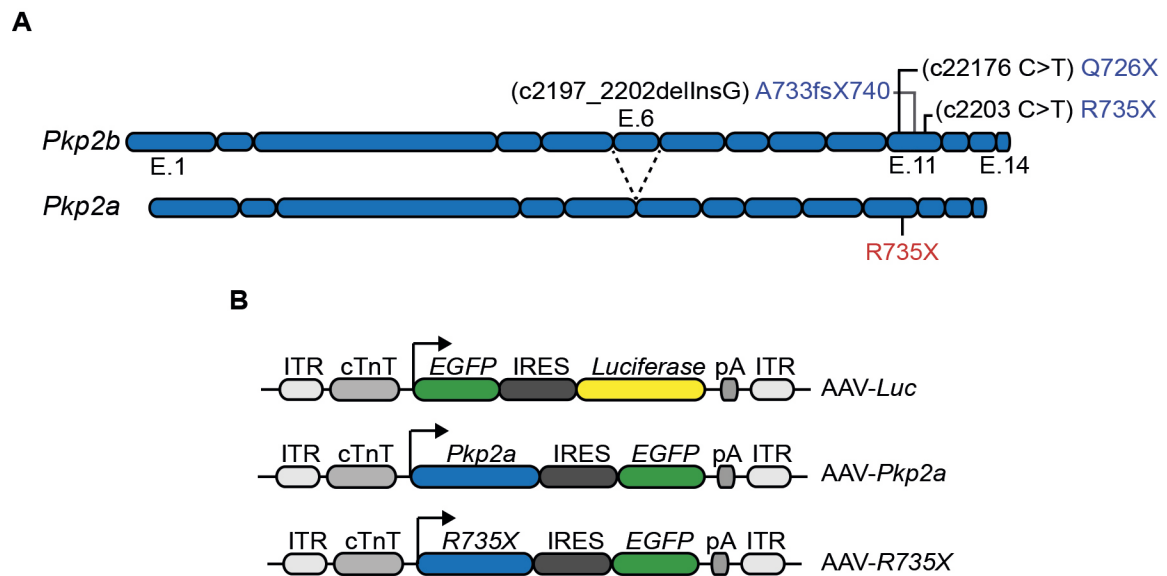 A
(c22176 C>T) Q726X
(c2197_2202delInsG) A733fsX740
(c2203 C>T) R735X
E.6
Pkp2b
E.1
E.11
E.14
Pkp2a
R735X
B
ITR cTnT EGFP IRES Luciferase pA ITR
AAV-Luc
ITR cTnT Pkp2a IRES EGFP pA ITR
AAV-Pkp2a
ITR cTnT R735X IRES EGFP pA ITR
AAV-R735X